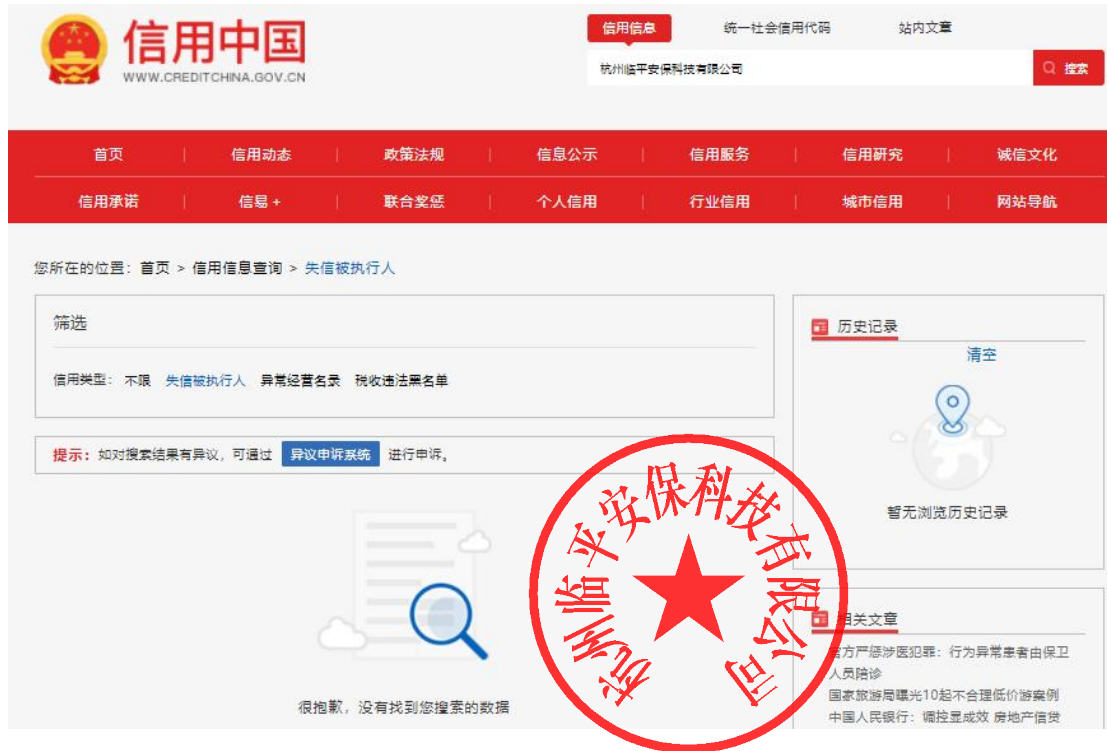 信用中国
WWW.CREDITCHINA.GOV.CN
信用信息 统一社会信用代码 站内文章
杭州临平安保科技有限公司 搜索
首页 信用动态 政策法规 信息公示 信用服务 信用研究 诚信文化
信用承诺 信易+ 联合奖惩 个人信用 行业信用 城市信用 网站导航
您所在的位置：首页 > 信用信息查询 > 失信被执行人
筛选
信用类型： 不限 失信被执行人 异常经营名录 税收违法黑名单
提示：如对搜索结果有异议，可通过 异议申诉系统 进行申诉。
很抱歉，没有找到您搜索的数据
历史记录
清空
暂无浏览历史记录
相关文章
官方严惩涉医犯罪：行为异常患者由保卫
人员陪诊
国家旅游局曝光10起不合理低价游案例
中国人民银行：调控显成效 房地产信贷
杭州临平安保科技有限公司